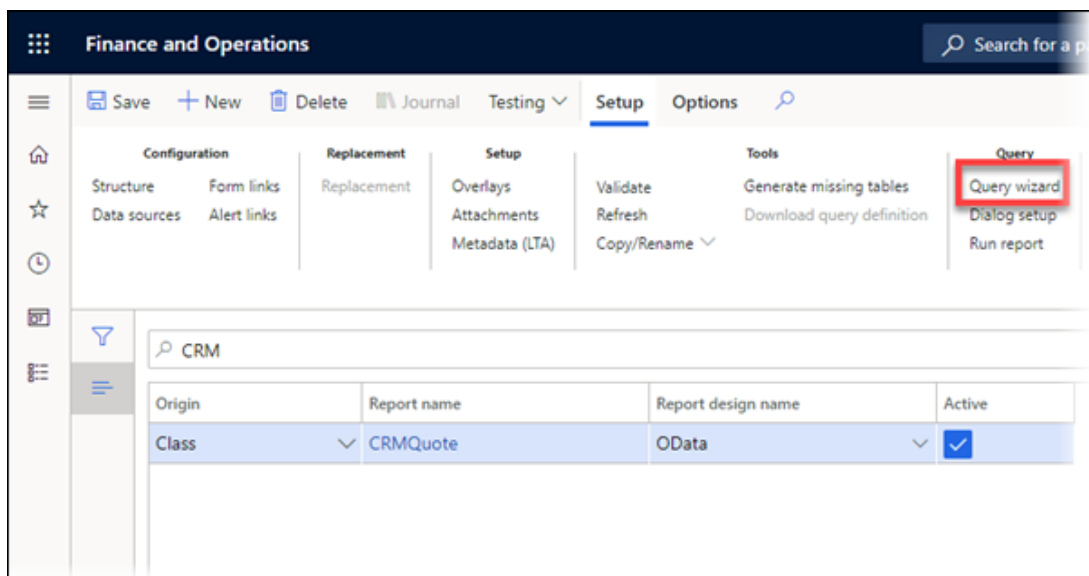 Finance and Operations
Search for a p
Save
New
Delete
Journal
Testing
Setup
Options
Configuration
Replacement
Setup
Tools
Query
Structure
Form links
Replacement
Overlays
Validate
Generate missing tables
Query wizard
Data sources
Alert links
Attachments
Refresh
Download query definition
Dialog setup
Metadata (LTA)
Copy/Rename
Run report
CRM
Origin
Report name
Report design name
Active
Class
CRMQuote
OData